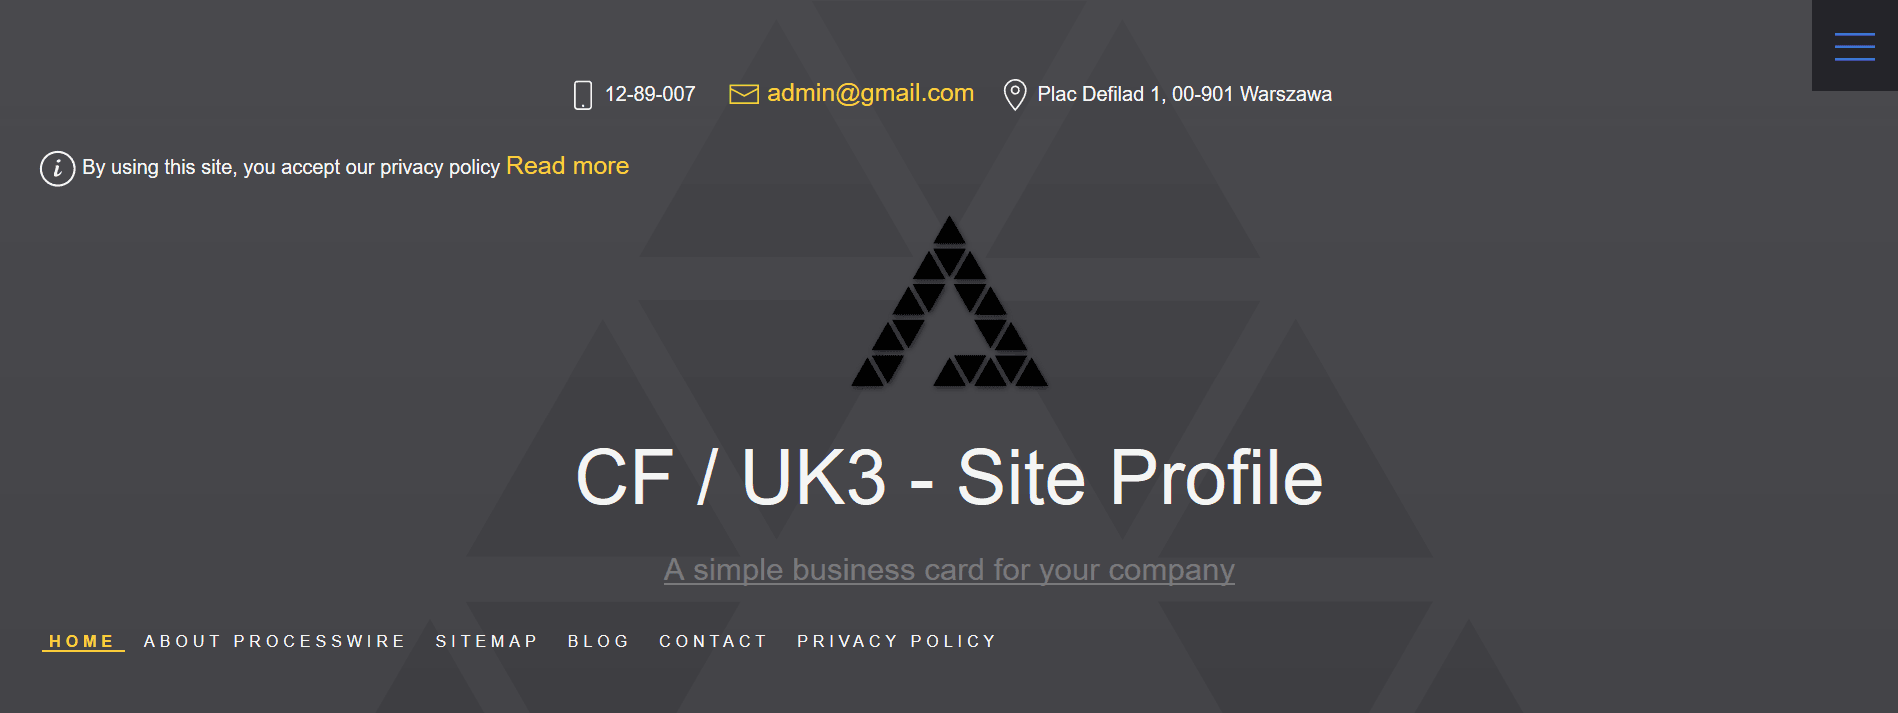 12-89-007 admin@gmail.com Plac Defilad 1, 00-901 Warszawa
By using this site, you accept our privacy policy Read more
CF / UK3 - Site Profile
A simple business card for your company
HOME ABOUT PROCESSWIRE SITEMAP BLOG CONTACT PRIVACY POLICY